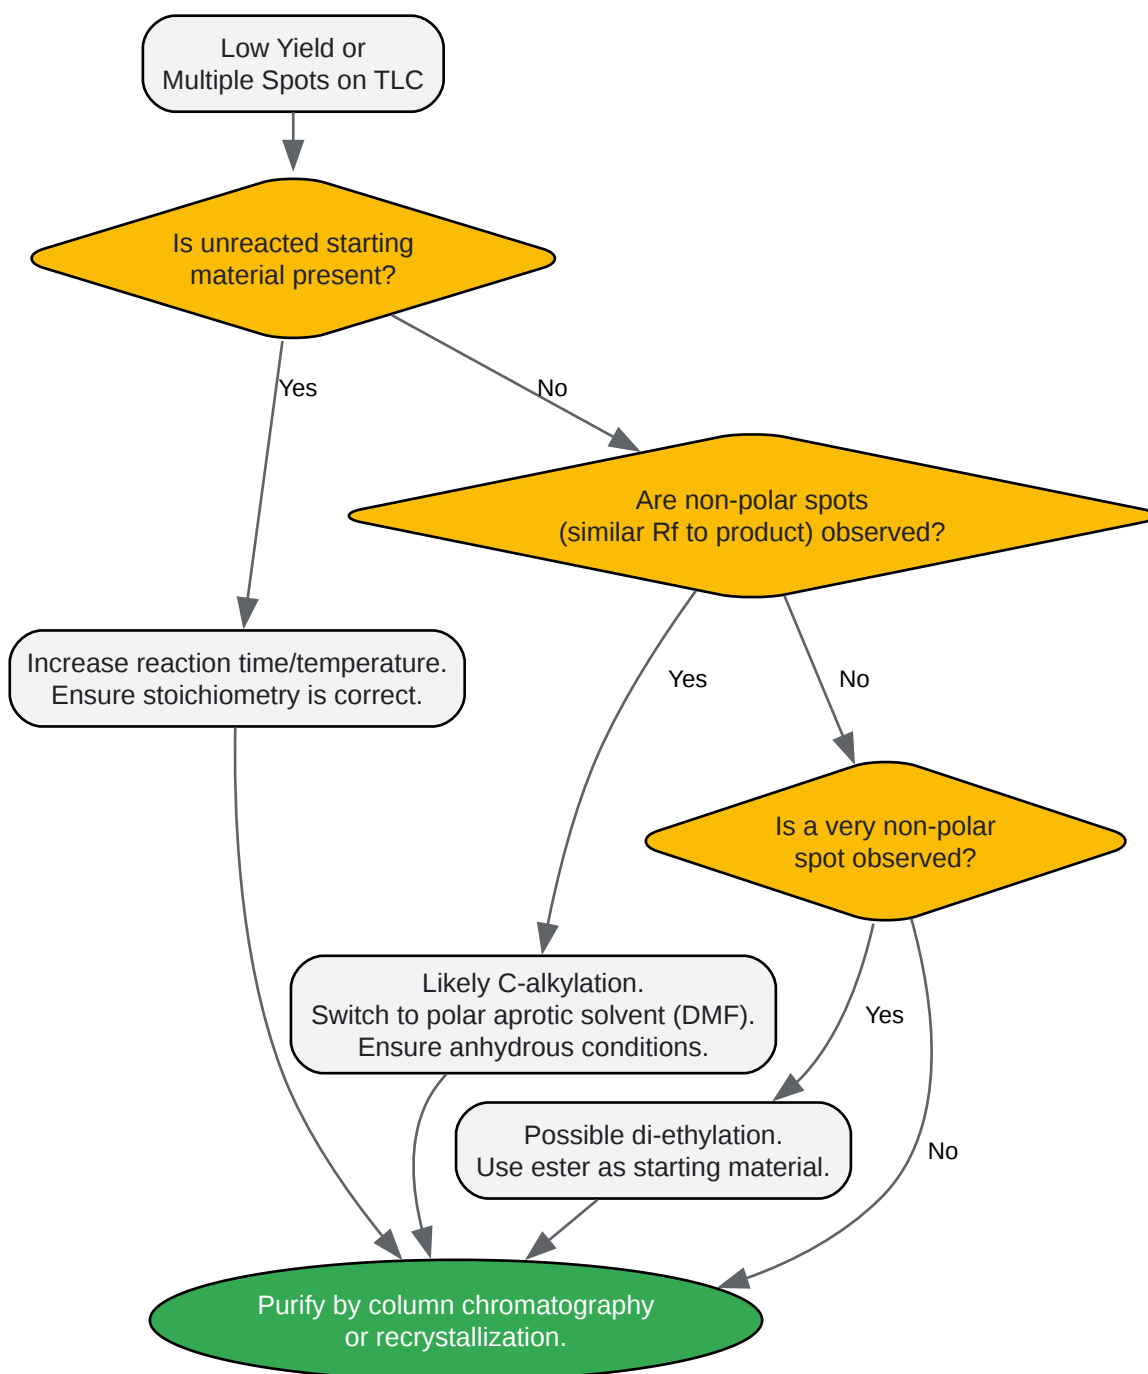 Low Yield or
Multiple Spots on TLC
Is unreacted starting
material present?
Yes
No
Are non-polar spots
(similar Rf to product) observed?
Increase reaction time/temperature.
Ensure stoichiometry is correct.
Yes
No
Is a very non-polar
spot observed?
Likely C-alkylation.
Switch to polar aprotic solvent (DMF).
Ensure anhydrous conditions.
Yes
Possible di-ethylation.
Use ester as starting material.
No
Purify by column chromatography
or recrystallization.